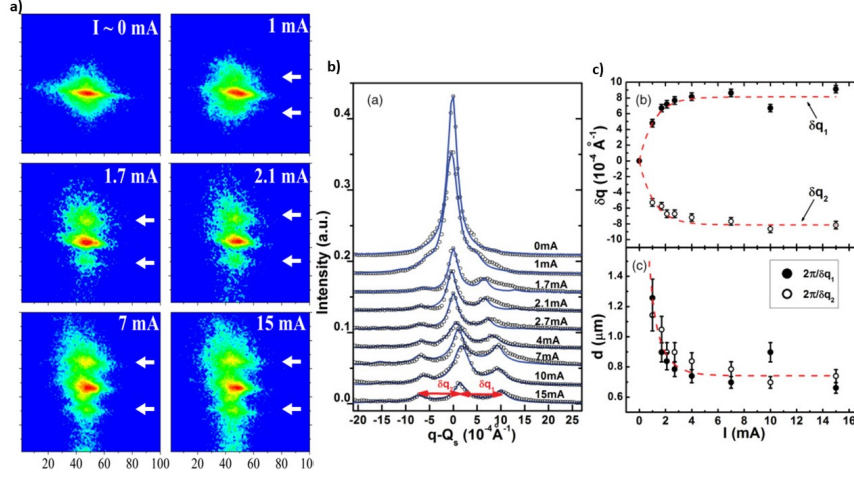 a)
I ~ 0 mA
1 mA
1.7 mA
2.1 mA
7 mA
15 mA
20 40 60 80 100
20 40 60 80 100
b)
(a)
Intensity (a.u.)
0.4
0.3
0.2
0.1
0.0
0mA
1mA
1.7mA
2.1mA
2.7mA
4mA
7mA
10mA
15mA
δq₂
δq₁
-20 -15 -10 -5 0 5 10 15 20 25
q-Qₛ (10⁻⁴Å⁻¹)
c)
(b)
δq (10⁻⁴ Å⁻¹)
10
8
6
4
2
0
-2
-4
-6
-8
-10
δq₁
δq₂
(c)
2π/δq₁
2π/δq₂
d (μm)
1.4
1.2
1.0
0.8
0.6
0 2 4 6 8 10 12 14 16
I (mA)